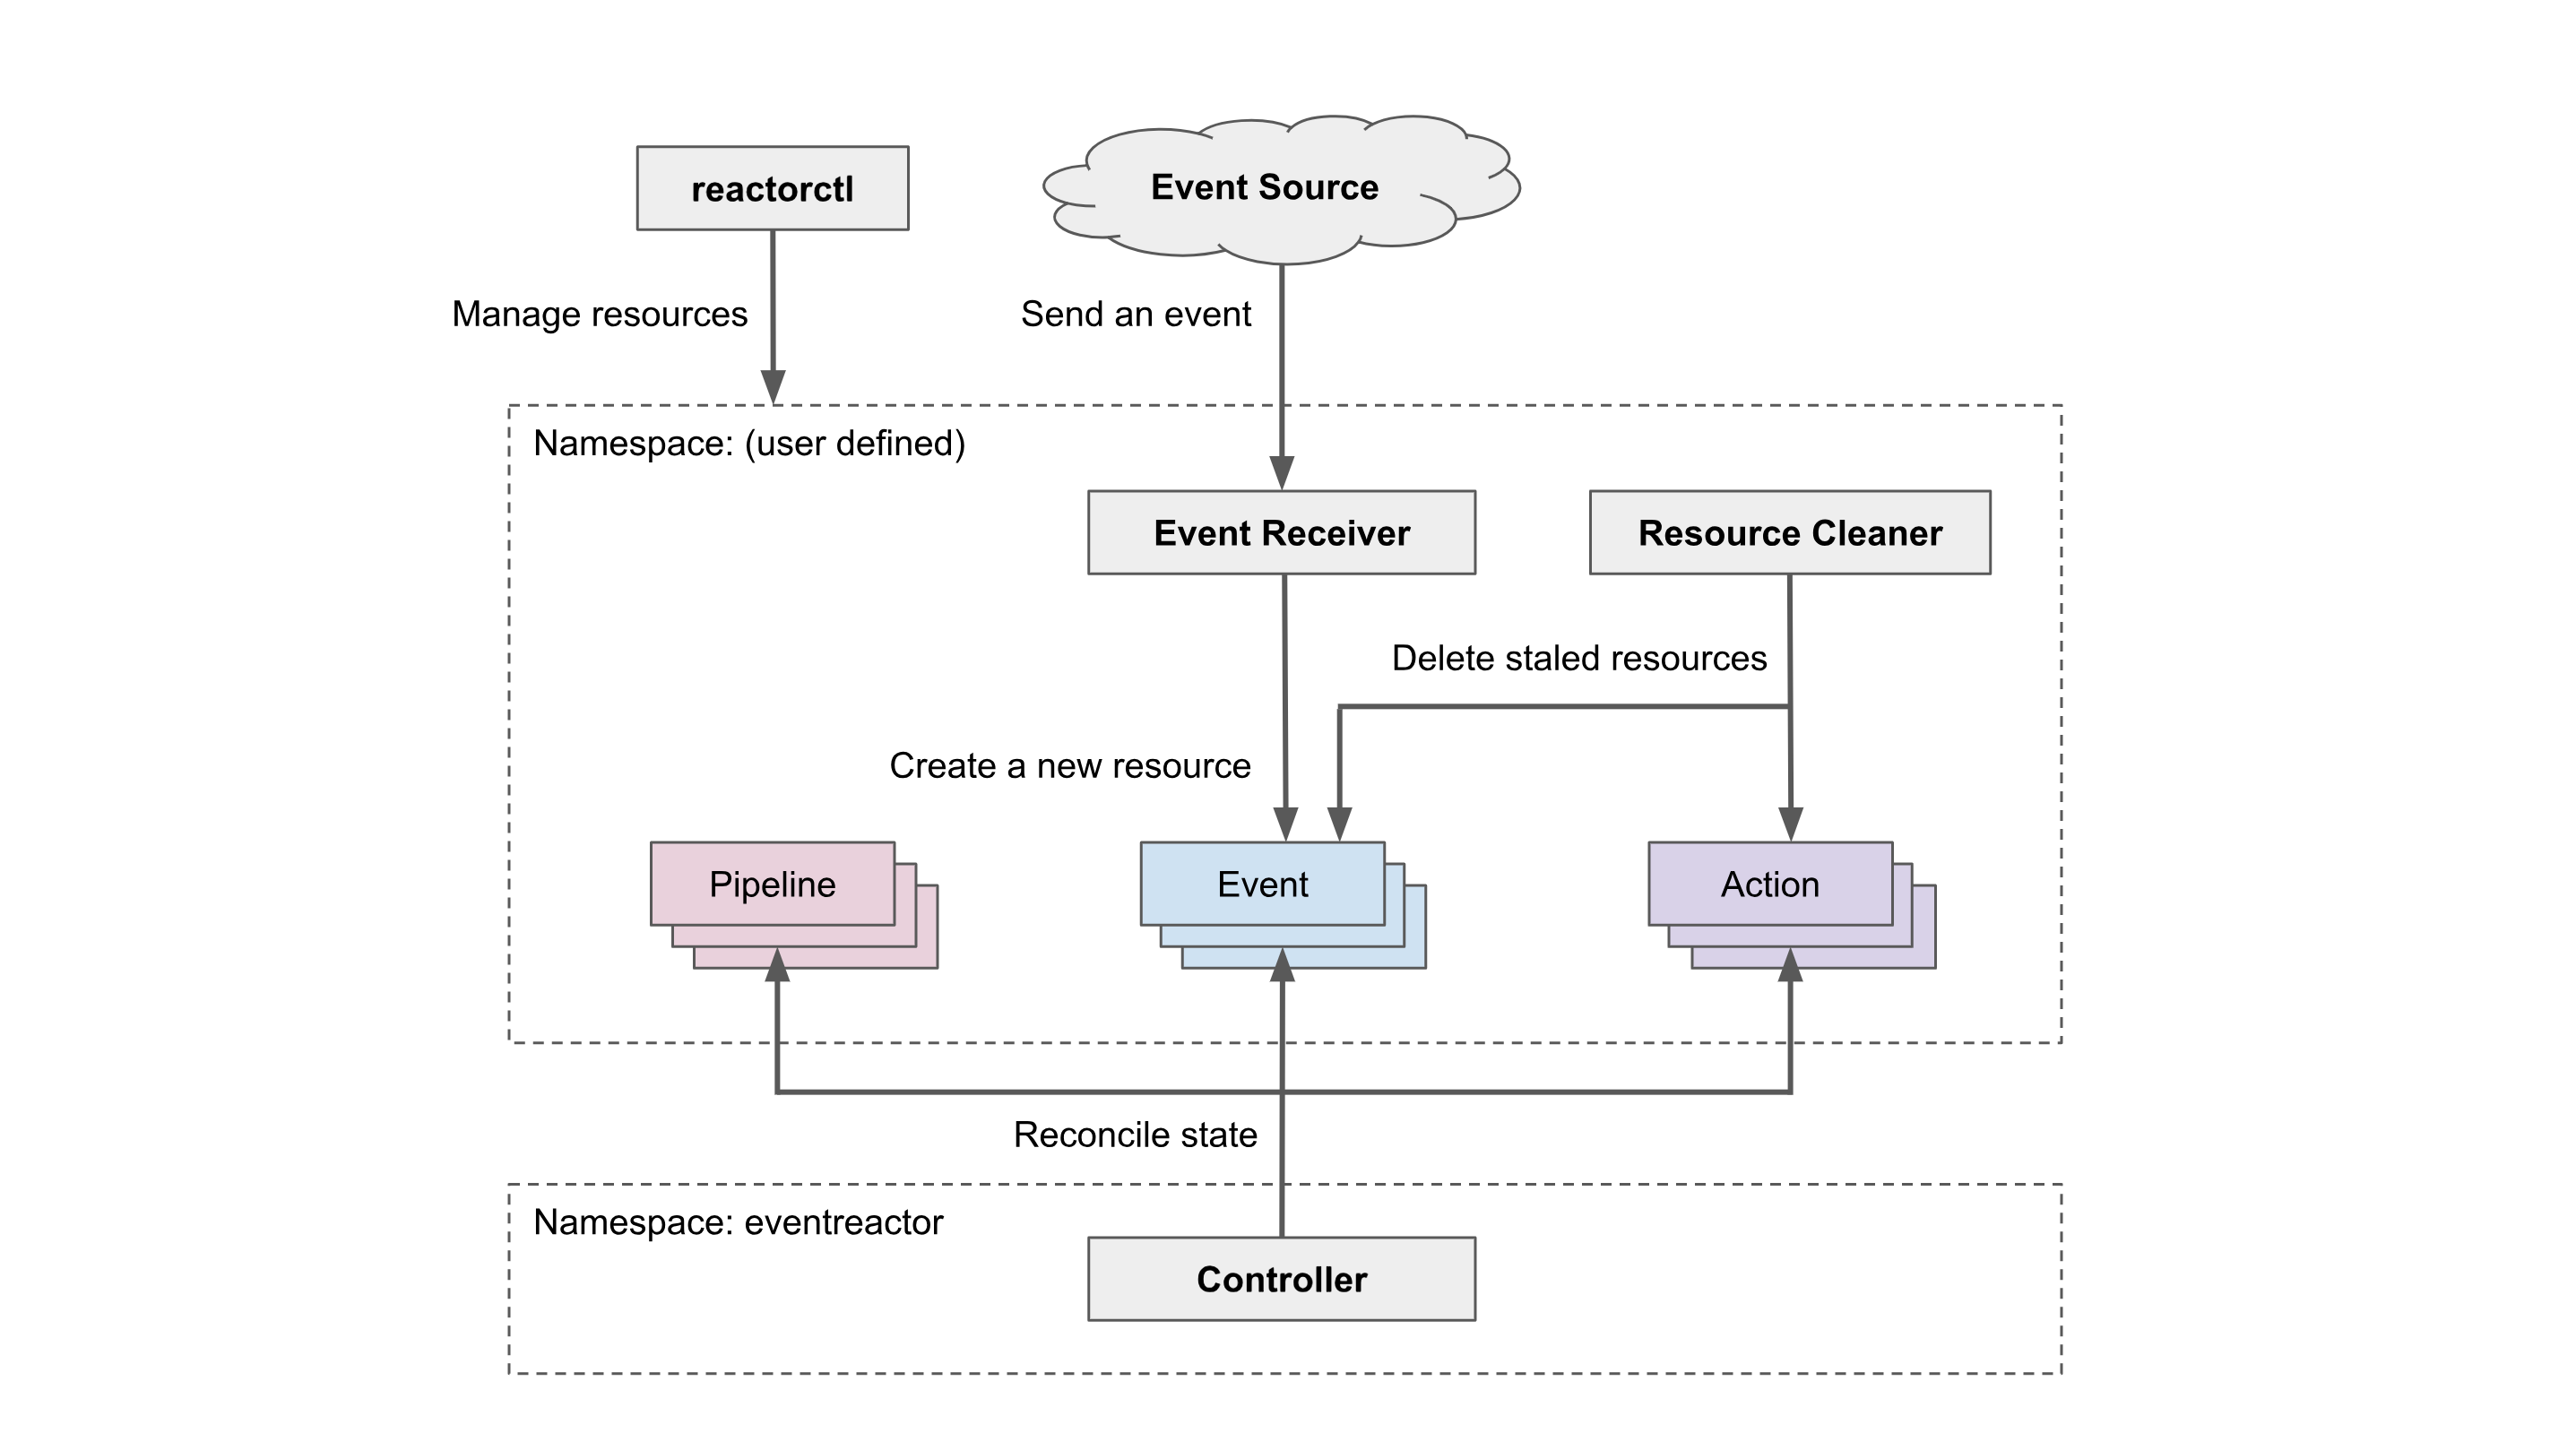 reactorctl
Event Source
Manage resources
Send an event
Namespace: (user defined)
Event Receiver
Resource Cleaner
Delete staled resources
Create a new resource
Pipeline
Event
Action
Reconcile state
Namespace: eventreactor
Controller